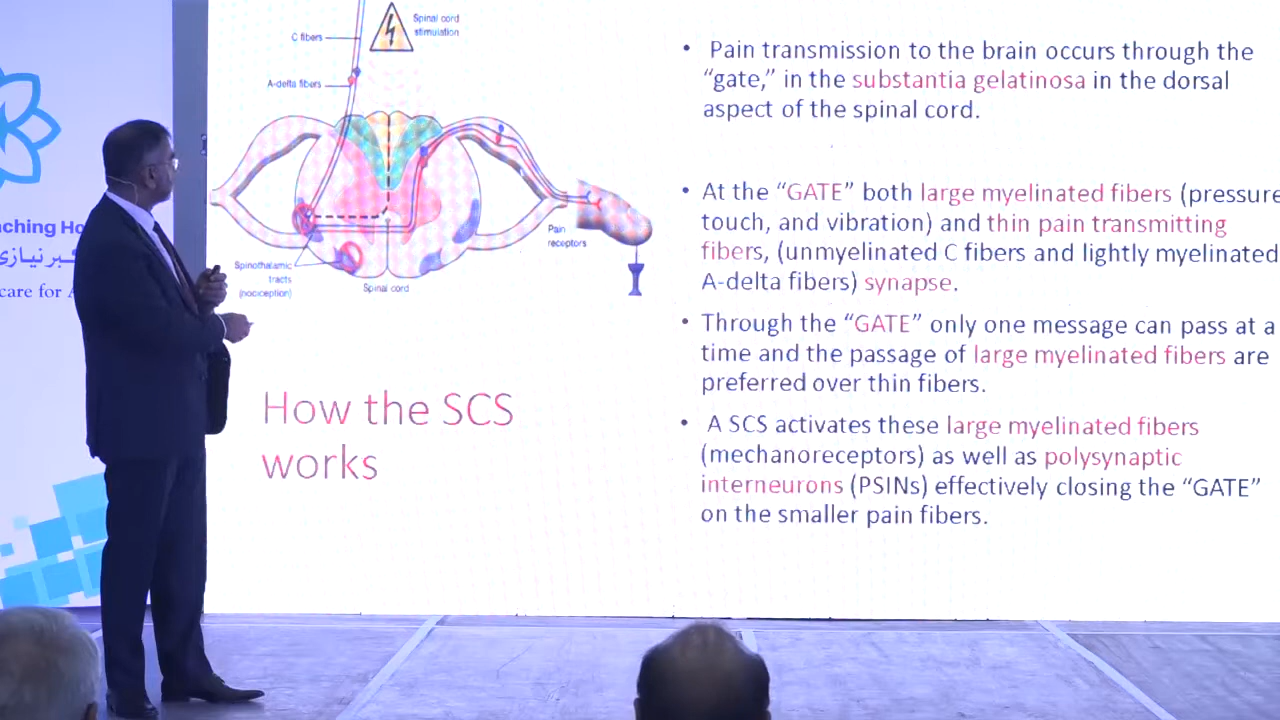 Spinal cord
stimulation
C fibers
A-delta fibers
Pain
receptors
Spinothalamic
tracts
(nociception)
Spinal cord
How the SCS
works
• Pain transmission to the brain occurs through the
“gate,” in the substantia gelatinosa in the dorsal
aspect of the spinal cord.
• At the “GATE” both large myelinated fibers (pressure
touch, and vibration) and thin pain transmitting
fibers, (unmyelinated C fibers and lightly myelinated
A-delta fibers) synapse.
• Through the “GATE” only one message can pass at a
time and the passage of large myelinated fibers are
preferred over thin fibers.
• A SCS activates these large myelinated fibers
(mechanoreceptors) as well as polysynaptic
interneurons (PSINs) effectively closing the “GATE”
on the smaller pain fibers.
aching Ho
نیازی
care for